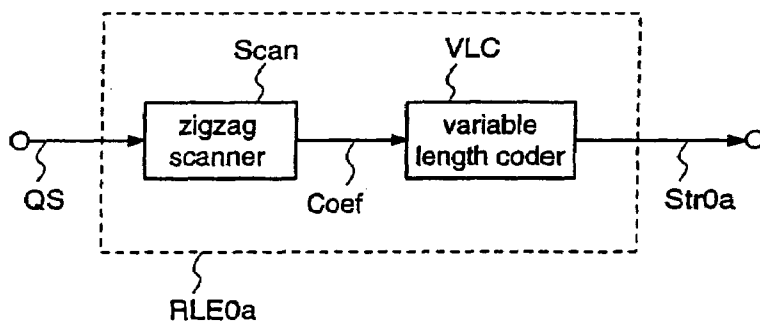 Scan
VLC
zigzag
scanner
variable
length coder
QS
Coef
Str0a
RLE0a